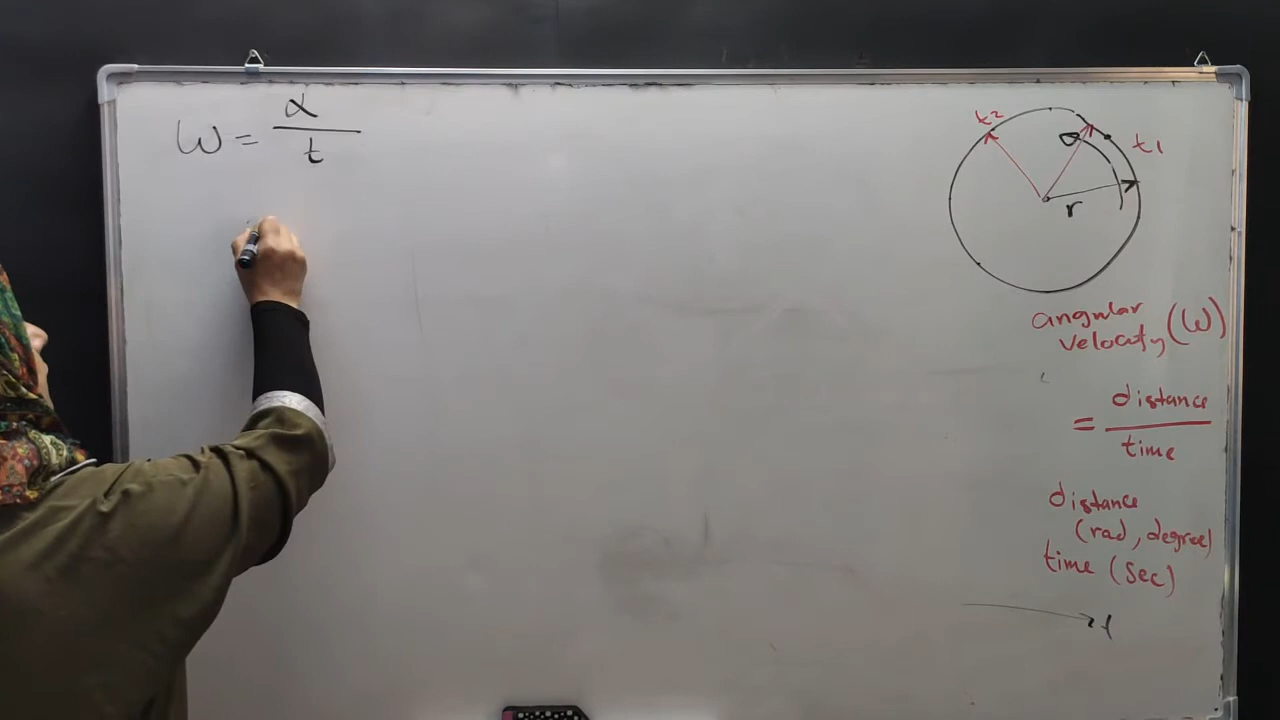 ω = α / t
t2
t1
r
angular
velocity (ω)
= distance / time
distance
(rad, degree)
time (sec)